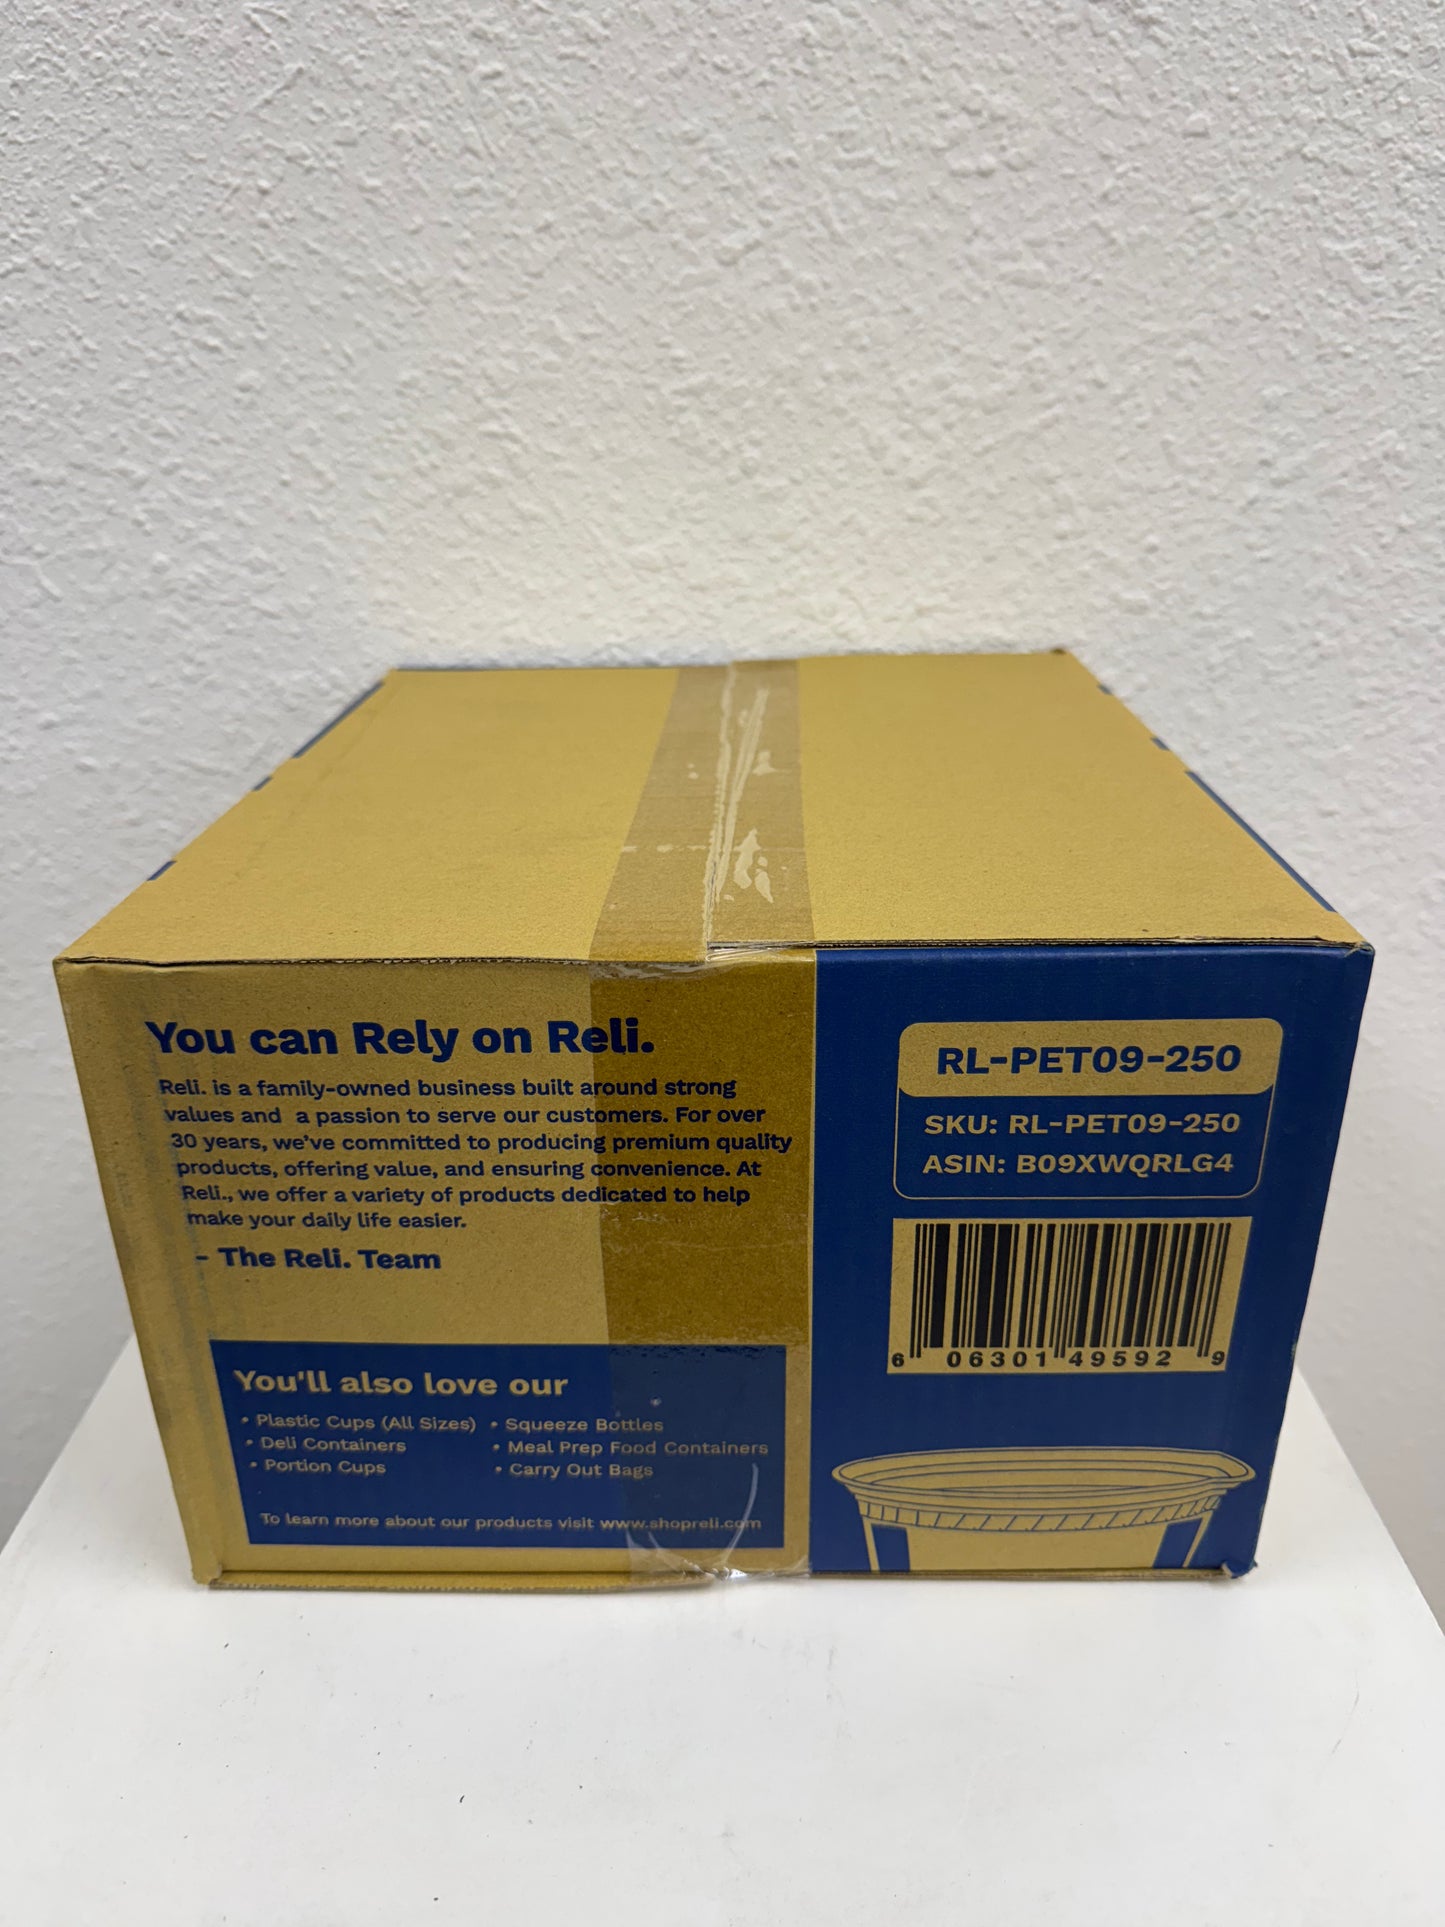 You can Rely on Reli.
Reli. is a family-owned business built around strong
values and a passion to serve our customers. For over
30 years, we've committed to producing premium quality
products, offering value, and ensuring convenience. At
Reli., we offer a variety of products dedicated to help
make your daily life easier.
- The Reli. Team
You'll also love our
• Plastic Cups (All Sizes)
• Deli Containers
• Portion Cups
• Squeeze Bottles
• Meal Prep Food Containers
• Carry Out Bags
To learn more about our products visit www.shopreli.com
RL-PET09-250
SKU: RL-PET09-250
ASIN: B09XWQRLG4
6 06301 49592 9